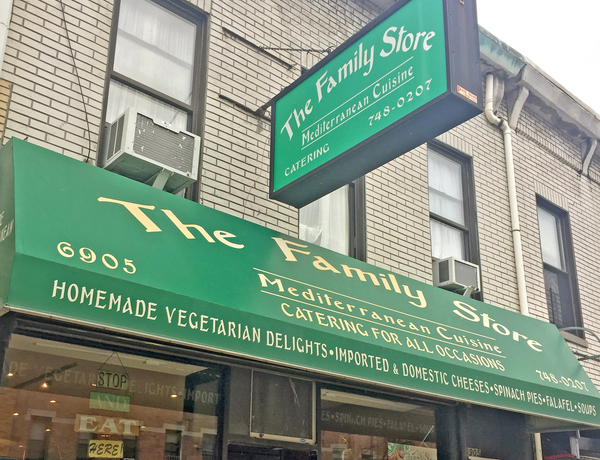 The Family Store
Mediterranean Cuisine
CATERING 748-0207
The Family Store
6905
Mediterranean Cuisine
CATERING FOR ALL OCCASIONS
748-0207
HOMEMADE VEGETARIAN DELIGHTS•IMPORTED & DOMESTIC CHEESES•SPINACH PIES•FALAFEL•SOUPS
STOP
AND
EAT
HERE!